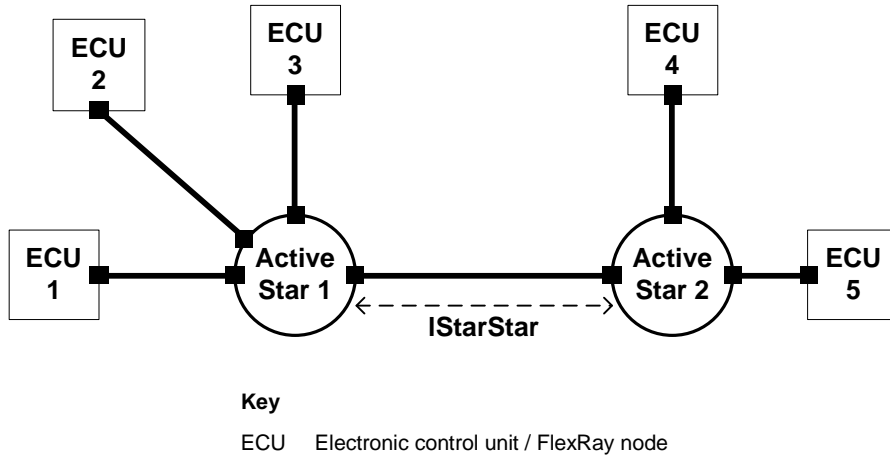 ECU
2
ECU
3
ECU
4
ECU
1
Active
Star 1
Active
Star 2
ECU
5
lStarStar
Key
ECU Electronic control unit / FlexRay node